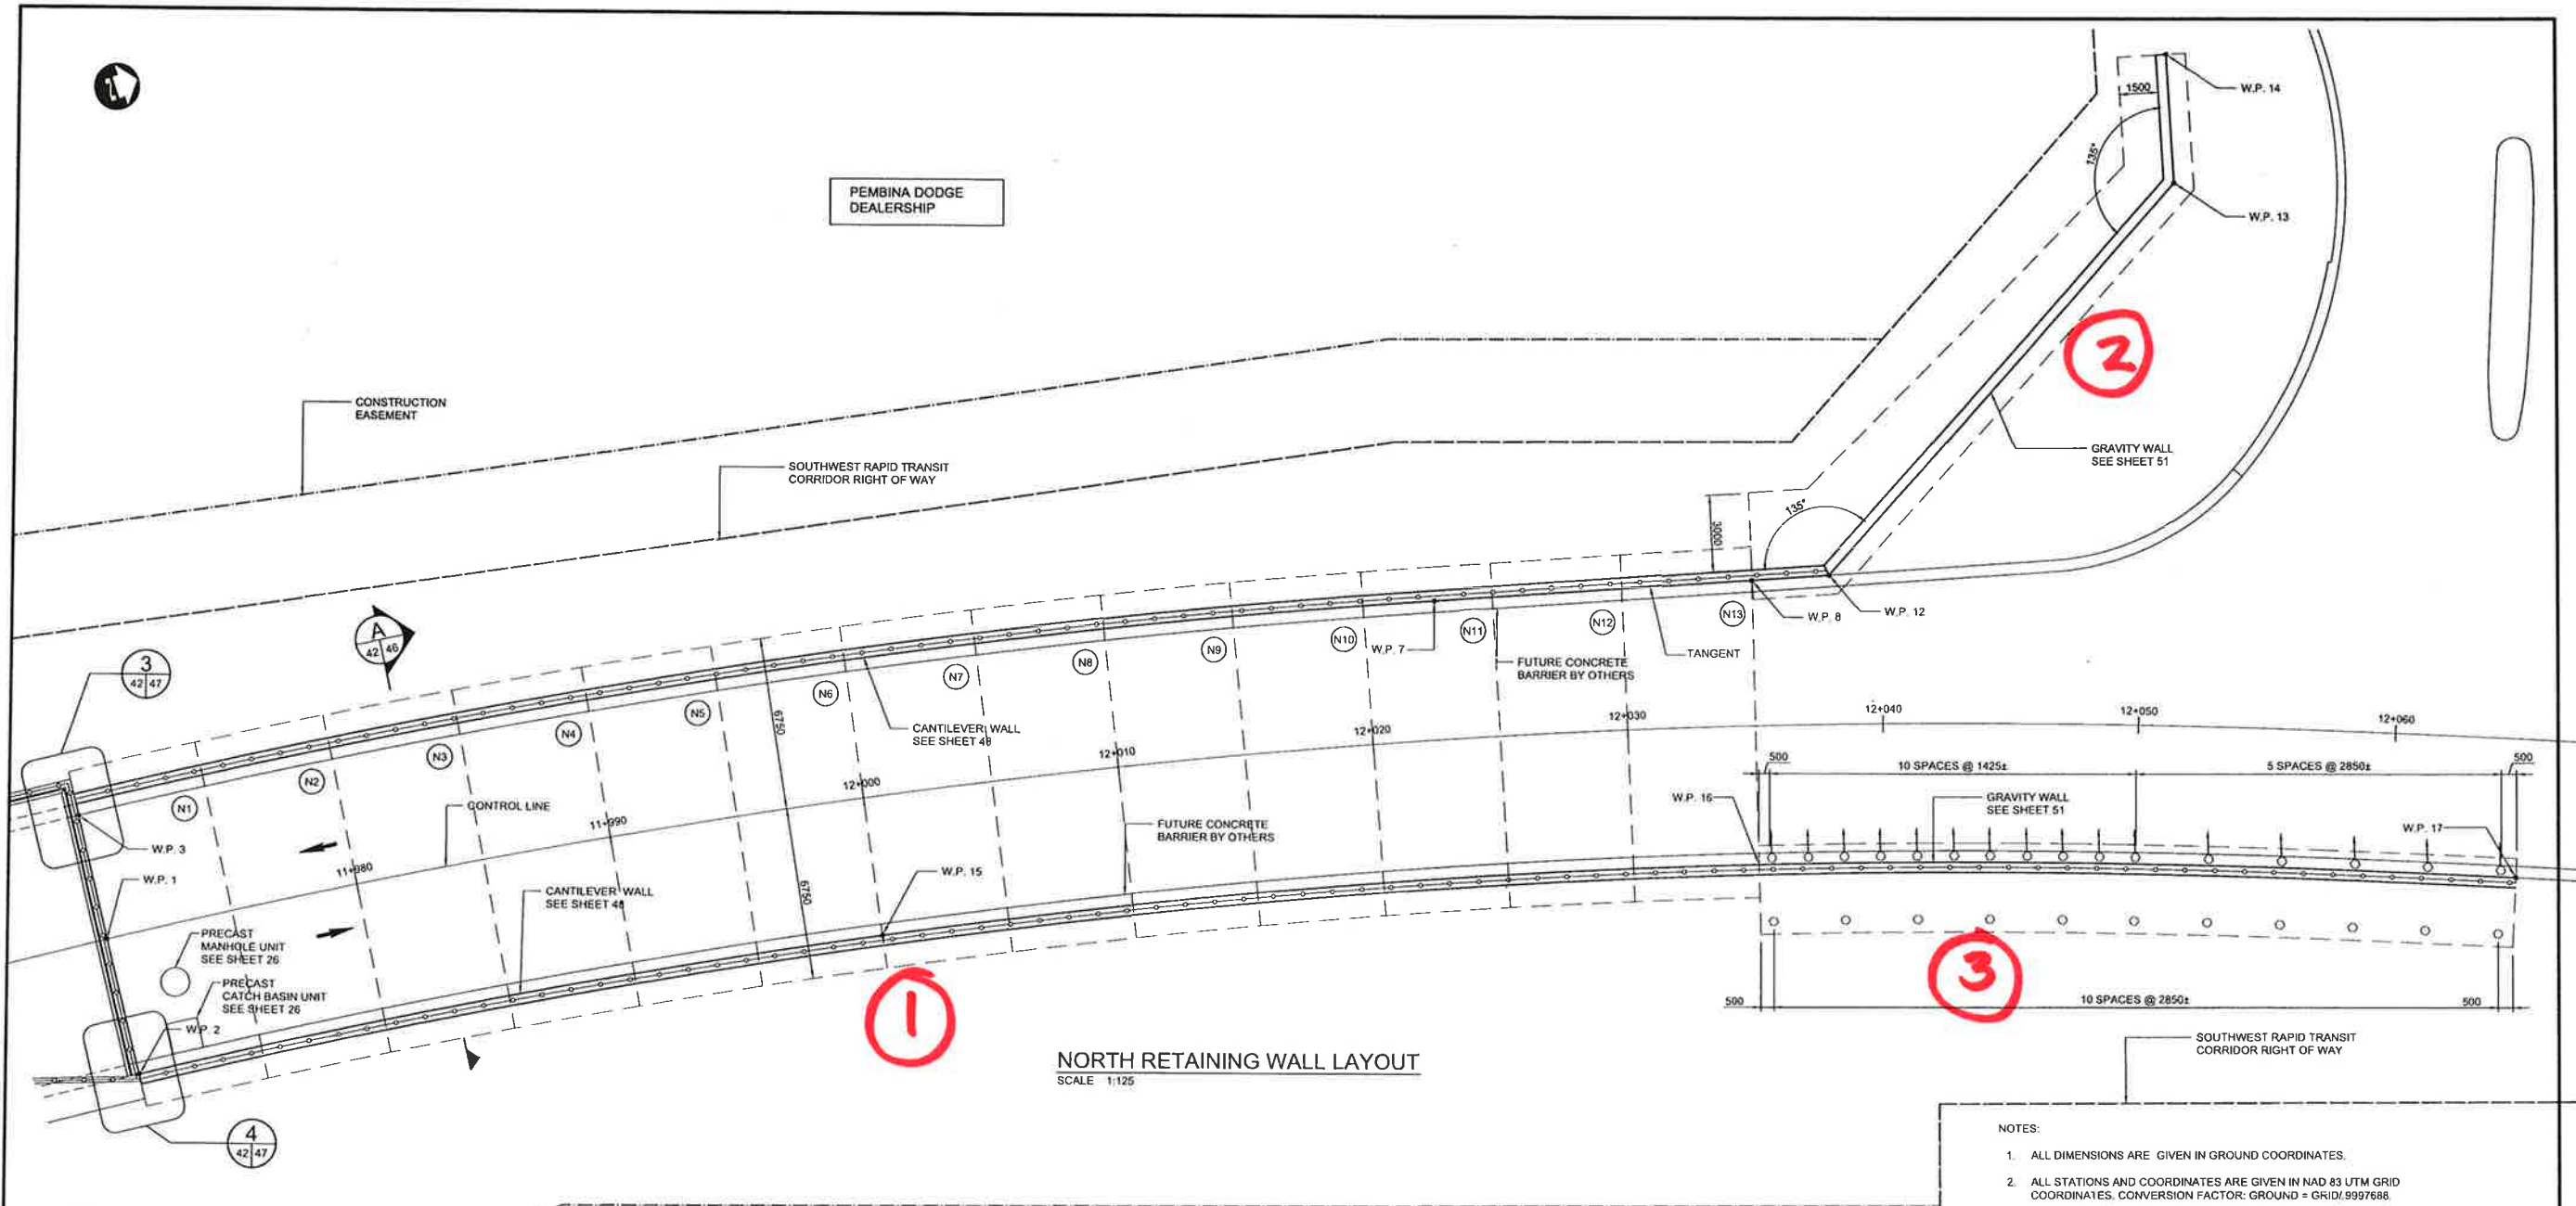 PEMBINA DODGE
DEALERSHIP
1500
W.P. 14
135°
W.P. 13
2
CONSTRUCTION
EASEMENT
SOUTHWEST RAPID TRANSIT
CORRIDOR RIGHT OF WAY
GRAVITY WALL
SEE SHEET 51
3000
135°
W.P. 8
W.P. 12
A
42 46
3
42 47
N1
N2
N3
N4
N5
N6
N7
N8
N9
N10
N11
N12
N13
W.P. 7
TANGENT
FUTURE CONCRETE
BARRIER BY OTHERS
CANTILEVER WALL
SEE SHEET 48
6750
11+980
11+990
12+000
12+010
12+020
12+030
12+040
12+050
12+060
500
10 SPACES @ 1425±
5 SPACES @ 2850±
500
W.P. 16
GRAVITY WALL
SEE SHEET 51
W.P. 17
CONTROL LINE
FUTURE CONCRETE
BARRIER BY OTHERS
W.P. 3
W.P. 1
W.P. 15
6750
CANTILEVER WALL
SEE SHEET 48
PRECAST
MANHOLE UNIT
SEE SHEET 26
PRECAST
CATCH BASIN UNIT
SEE SHEET 26
W.P. 2
1
3
500
10 SPACES @ 2850±
500
4
42 47
NORTH RETAINING WALL LAYOUT
SCALE 1:125
SOUTHWEST RAPID TRANSIT
CORRIDOR RIGHT OF WAY
NOTES:
1. ALL DIMENSIONS ARE GIVEN IN GROUND COORDINATES.
2. ALL STATIONS AND COORDINATES ARE GIVEN IN NAD 83 UTM GRID
COORDINATES. CONVERSION FACTOR: GROUND = GRID/.9997688.